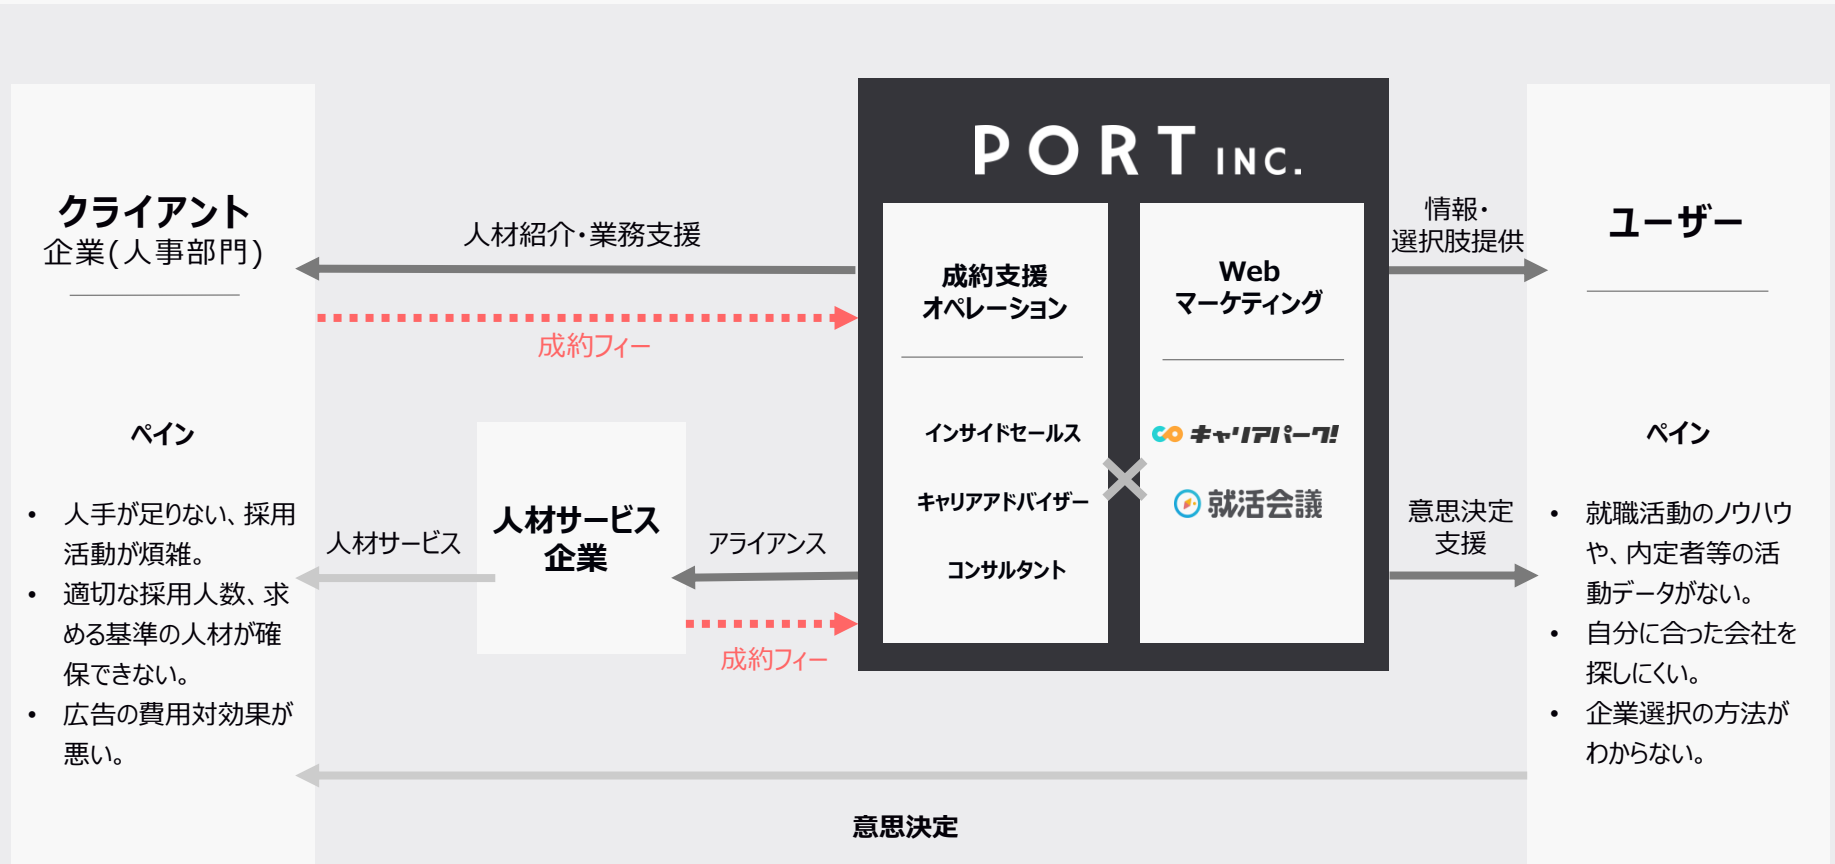 PORT INC.
クライアント
企業(人事部門)
ペイン
• 人手が足りない、採用
活動が煩雑。
• 適切な採用人数、求
める基準の人材が確
保できない。
• 広告の費用対効果が
悪い。
人材紹介・業務支援
成約フィー
人材サービス
人材サービス
企業
アライアンス
成約フィー
成約支援
オペレーション
インサイドセールス
キャリアアドバイザー
コンサルタント
Web
マーケティング
キャリアパーク!
就活会議
情報・
選択肢提供
意思決定
支援
ユーザー
ペイン
• 就職活動のノウハウ
や、内定者等の活
動データがない。
• 自分に合った会社を
探しにくい。
• 企業選択の方法が
わからない。
意思決定